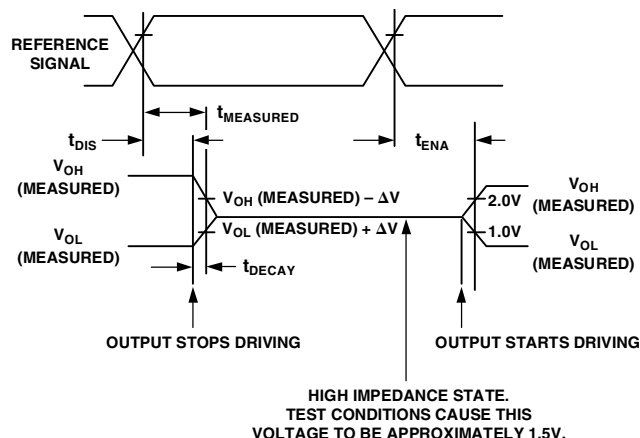 REFERENCE
SIGNAL
tMEASURED
tDIS
tENA
VOH
(MEASURED)
VOH (MEASURED) – ΔV
2.0V
VOH
(MEASURED)
VOL
(MEASURED)
VOL (MEASURED) + ΔV
1.0V
VOL
(MEASURED)
tDECAY
OUTPUT STOPS DRIVING
OUTPUT STARTS DRIVING
HIGH IMPEDANCE STATE.
TEST CONDITIONS CAUSE THIS
VOLTAGE TO BE APPROXIMATELY 1.5V.